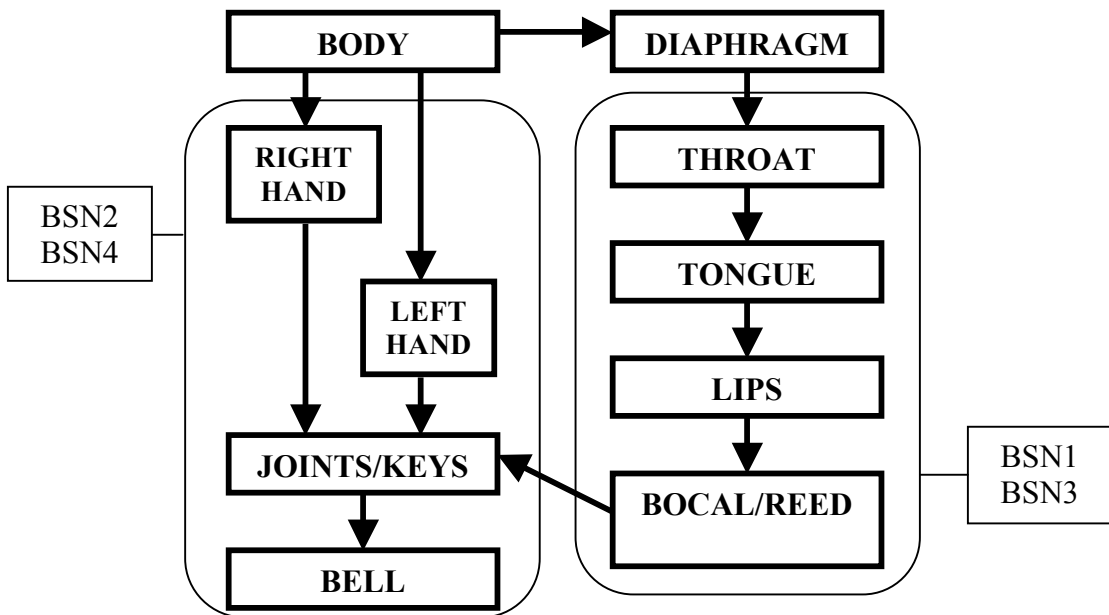 BODY
DIAPHRAGM
RIGHT
HAND
THROAT
BSN2
BSN4
TONGUE
LEFT
HAND
LIPS
JOINTS/KEYS
BSN1
BSN3
BOCAL/REED
BELL